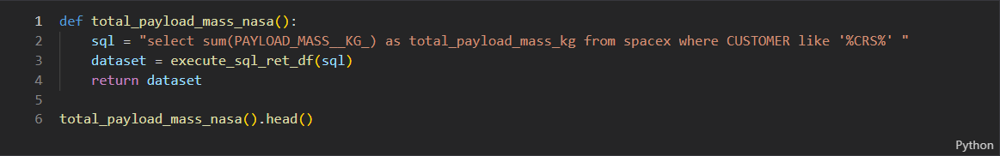 1 def total_payload_mass_nasa():
2     sql = "select sum(PAYLOAD_MASS__KG_) as total_payload_mass_kg from spacex where CUSTOMER like '%CRS%' "
3     dataset = execute_sql_ret_df(sql)
4     return dataset
5
6 total_payload_mass_nasa().head()
Python